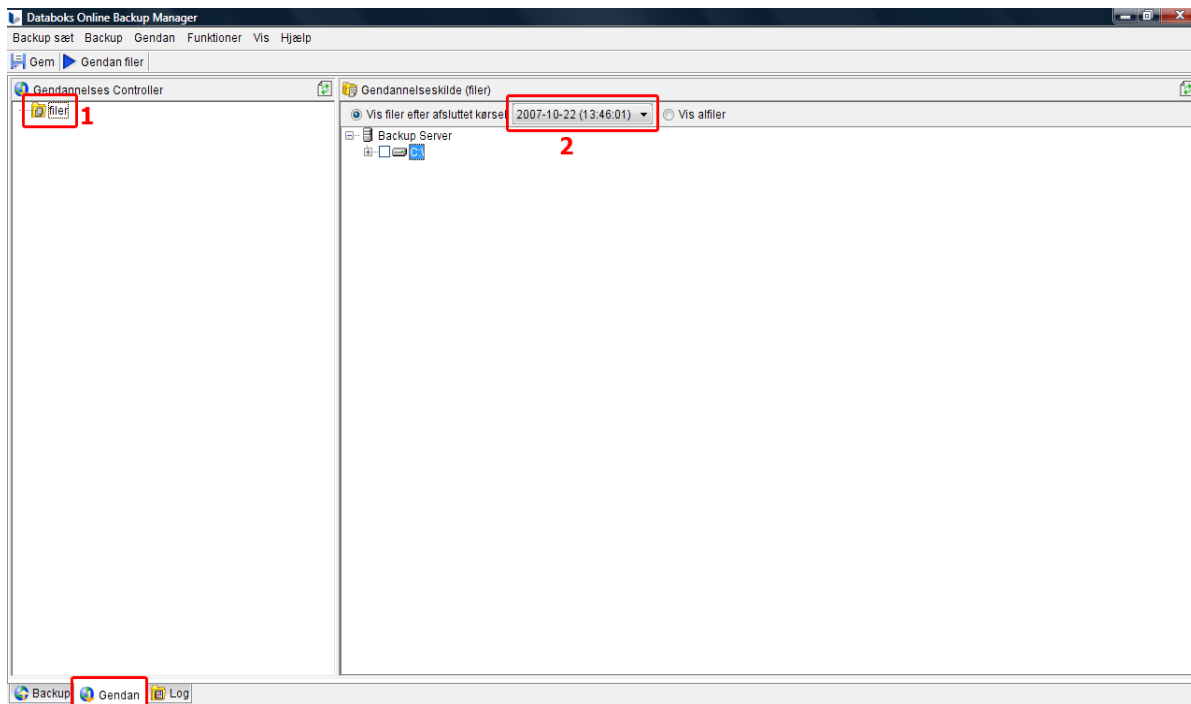 Databoks Online Backup Manager
Backup sæt Backup Gendan Funktioner Vis Hjælp
Gem Gendan filer
Gendannelses Controller
filer
1
Gendannelseskilde (filer)
Vis filer efter afsluttet kørsel 2007-10-22 (13:46:01) Vis alfiler
2
Backup Server
C:\
Backup Gendan Log